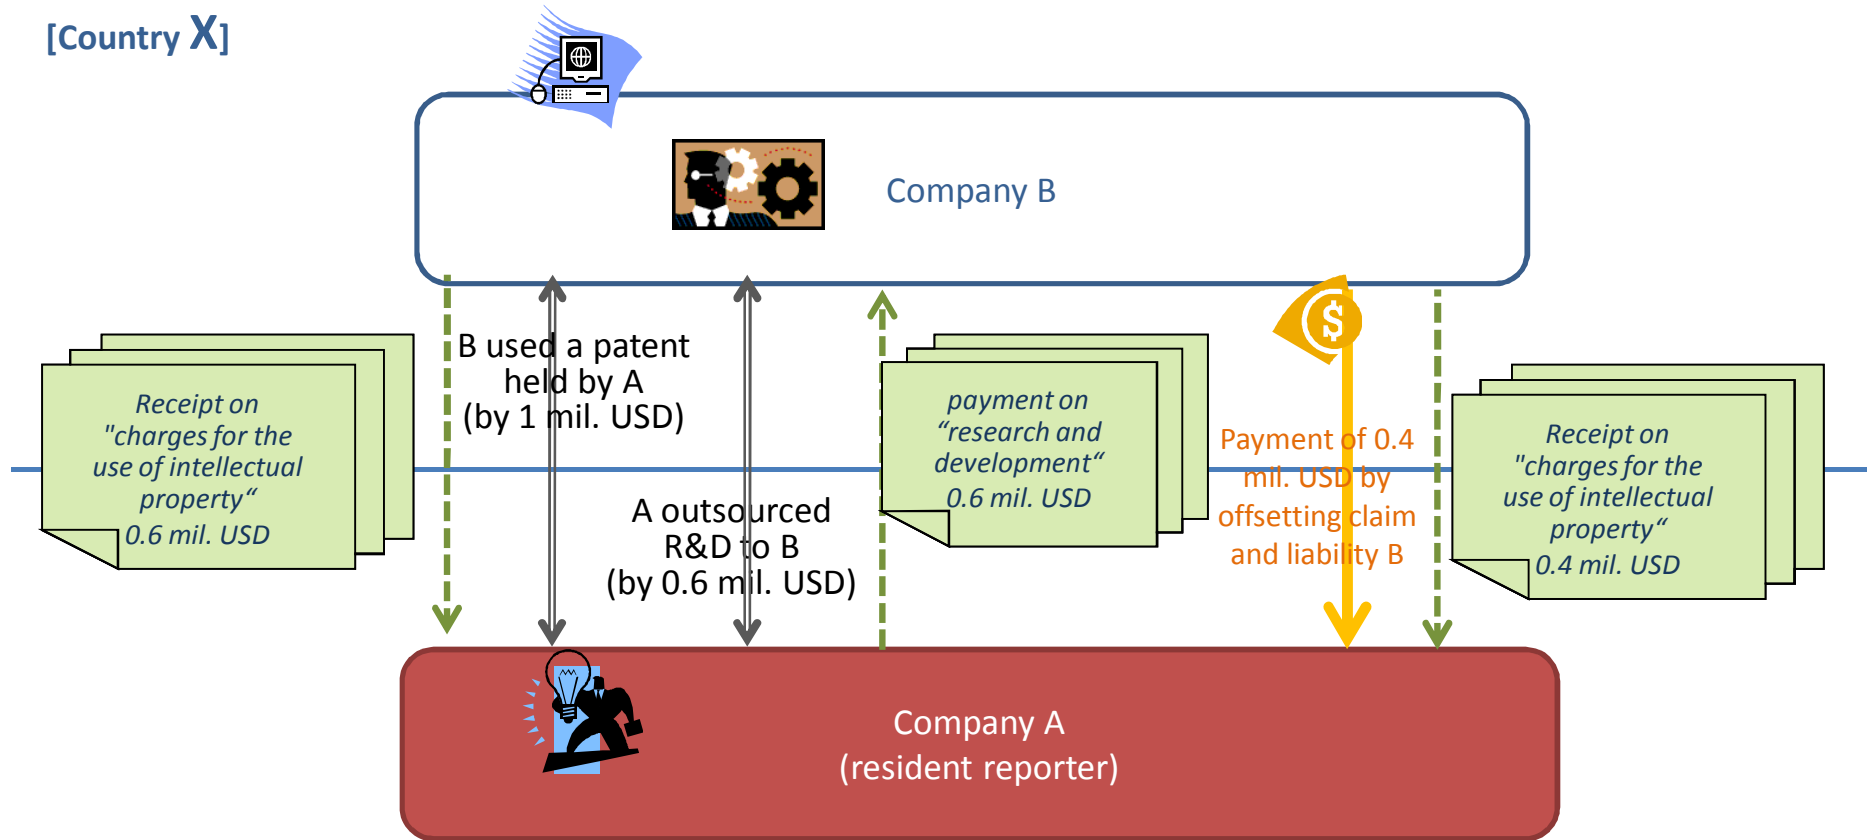 [Country X]
Company B
B used a patent
held by A
(by 1 mil. USD)
Receipt on
"charges for the
use of intellectual
property“
0.6 mil. USD
A outsourced
R&D to B
(by 0.6 mil. USD)
payment on
“research and
development“
0.6 mil. USD
$
Payment of 0.4
mil. USD by
offsetting claim
and liability B
Receipt on
"charges for the
use of intellectual
property“
0.4 mil. USD
Company A
(resident reporter)